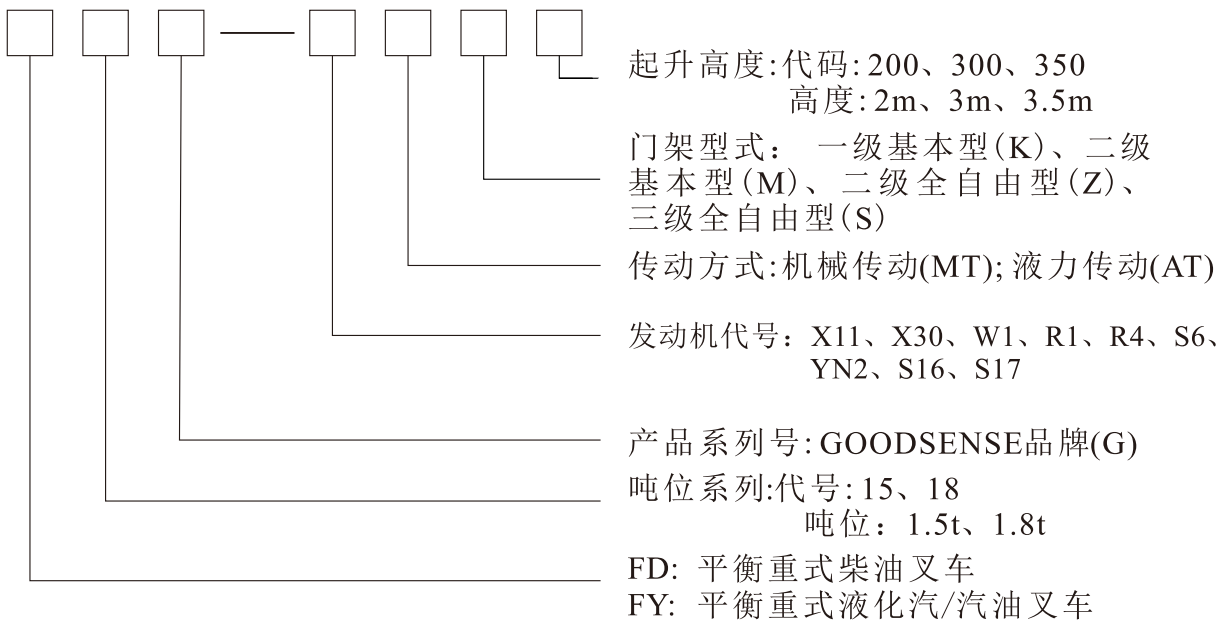 起升高度:代码:200、300、350
高度:2m、3m、3.5m
门架型式： 一级基本型(K)、二级
基本型(M)、二级全自由型(Z)、
三级全自由型(S)
传动方式:机械传动(MT);液力传动(AT)
发动机代号：X11、X30、W1、R1、R4、S6、
YN2、S16、S17
产品系列号:GOODSENSE品牌(G)
吨位系列:代号:15、18
吨位：1.5t、1.8t
FD: 平衡重式柴油叉车
FY: 平衡重式液化汽/汽油叉车